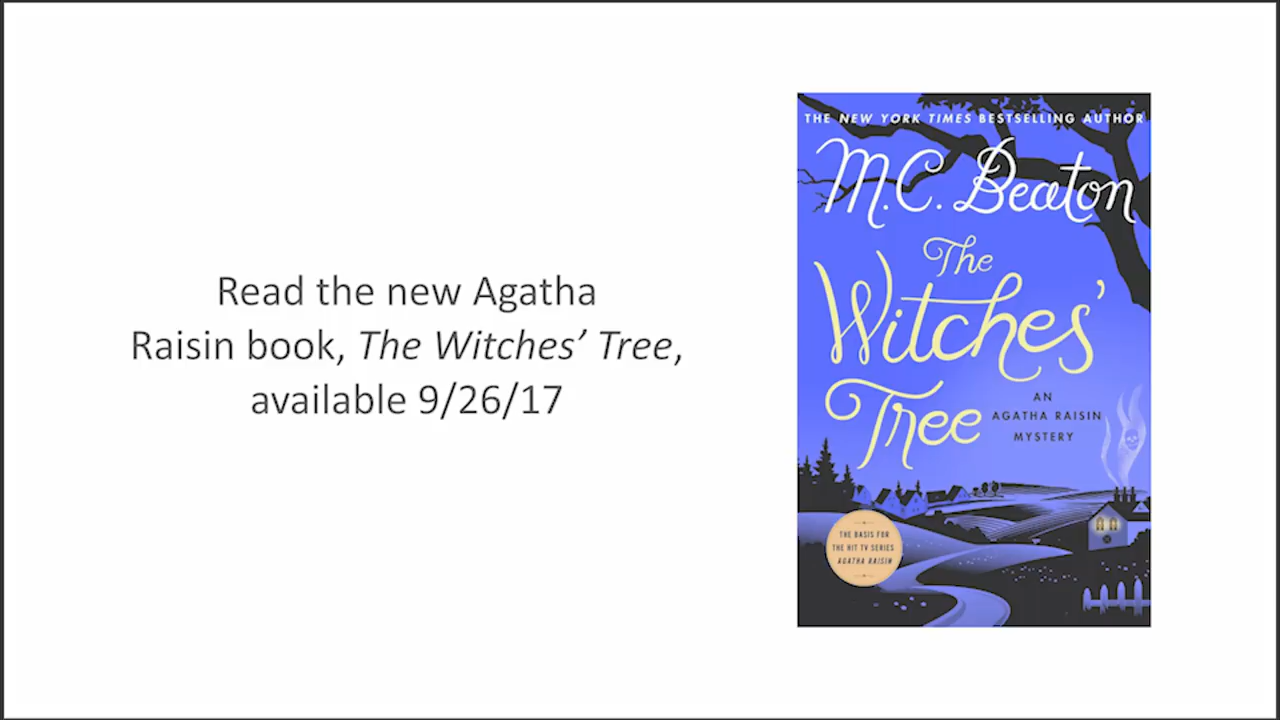 Read the new Agatha
Raisin book, The Witches’ Tree,
available 9/26/17
THE NEW YORK TIMES BESTSELLING AUTHOR
M.C. Beaton
The
Witches’
Tree
AN
AGATHA RAISIN
MYSTERY
THE BASIS FOR
THE HIT TV SERIES
AGATHA RAISIN